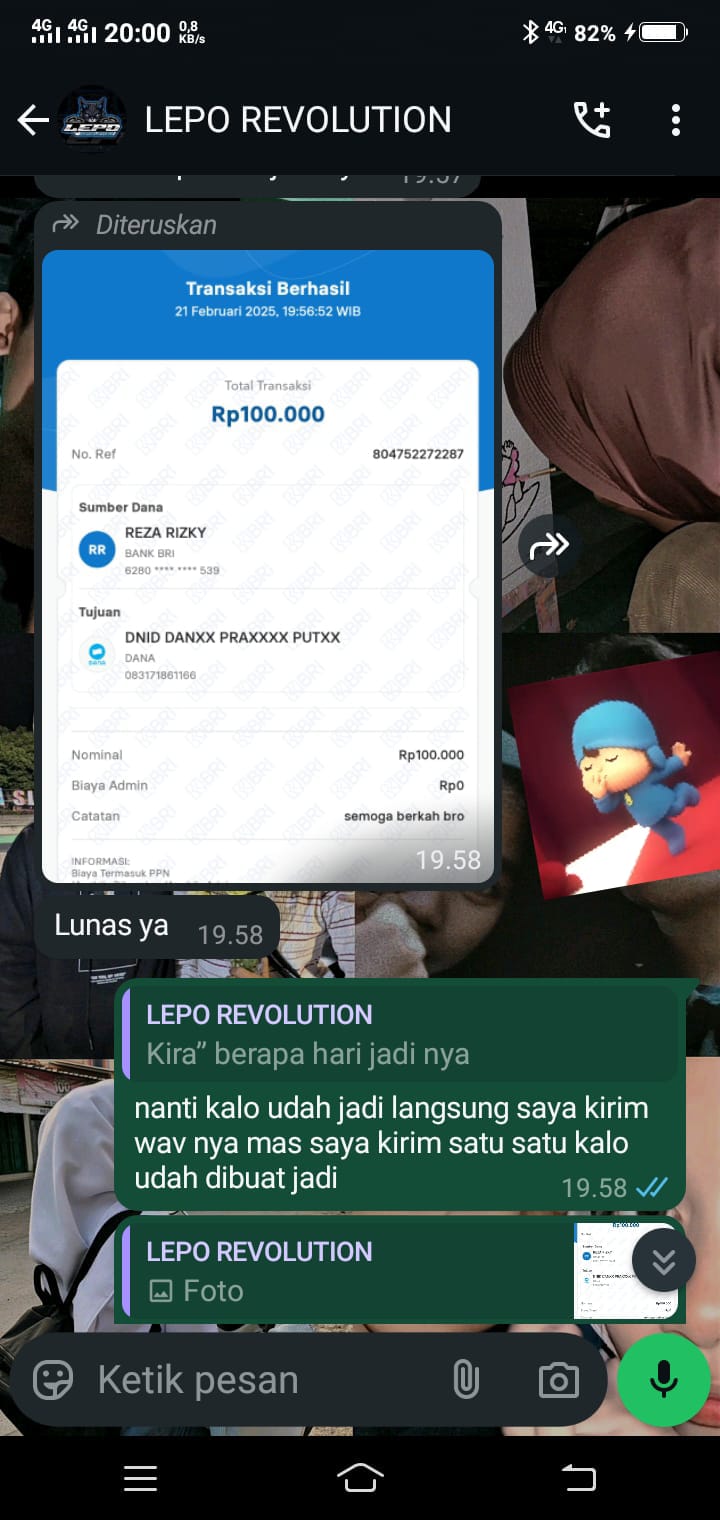 4G 4G 20:00 0,8 KB/s 4G 82%
LEPO REVOLUTION
19.57
Diteruskan
Transaksi Berhasil
21 Februari 2025, 19:56:52 WIB
Total Transaksi
Rp100.000
No. Ref 804752272287
Sumber Dana
RR
REZA RIZKY
BANK BRI
6280 **** **** 539
Tujuan
DNID DANXX PRAXXXX PUTXX
DANA
083171861166
Nominal Rp100.000
Biaya Admin Rp0
Catatan semoga berkah bro
INFORMASI:
Biaya Termasuk PPN
19.58
Lunas ya 19.58
LEPO REVOLUTION
Kira” berapa hari jadi nya
nanti kalo udah jadi langsung saya kirim
wav nya mas saya kirim satu satu kalo
udah dibuat jadi 19.58
LEPO REVOLUTION
Foto
Ketik pesan